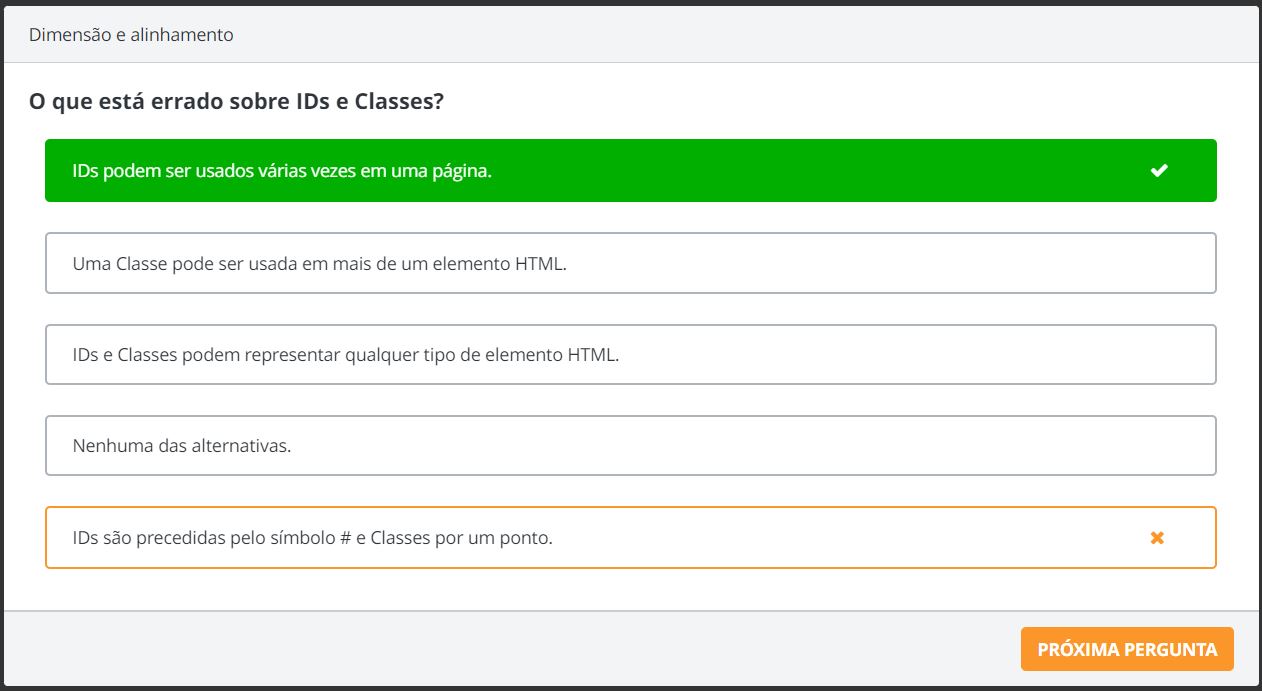 Dimensão e alinhamento
O que está errado sobre IDs e Classes?
IDs podem ser usados várias vezes em uma página.
Uma Classe pode ser usada em mais de um elemento HTML.
IDs e Classes podem representar qualquer tipo de elemento HTML.
Nenhuma das alternativas.
IDs são precedidas pelo símbolo # e Classes por um ponto.
PRÓXIMA PERGUNTA